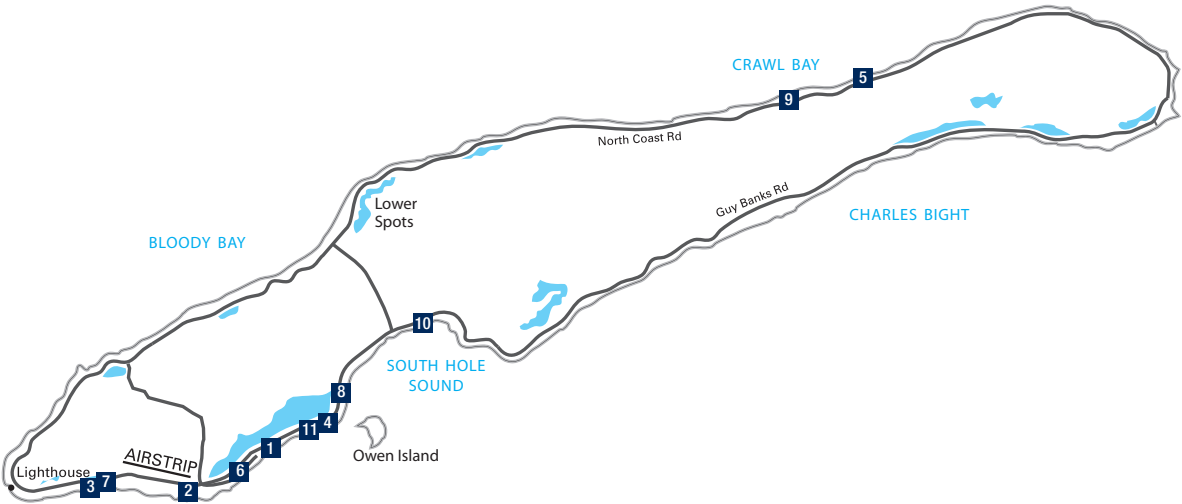 CRAWL BAY
5
9
North Coast Rd
Guy Banks Rd
Lower
Spots
CHARLES BIGHT
BLOODY BAY
10
SOUTH HOLE
SOUND
8
4
11
1
Owen Island
AIRSTRIP
6
Lighthouse
7
3
2